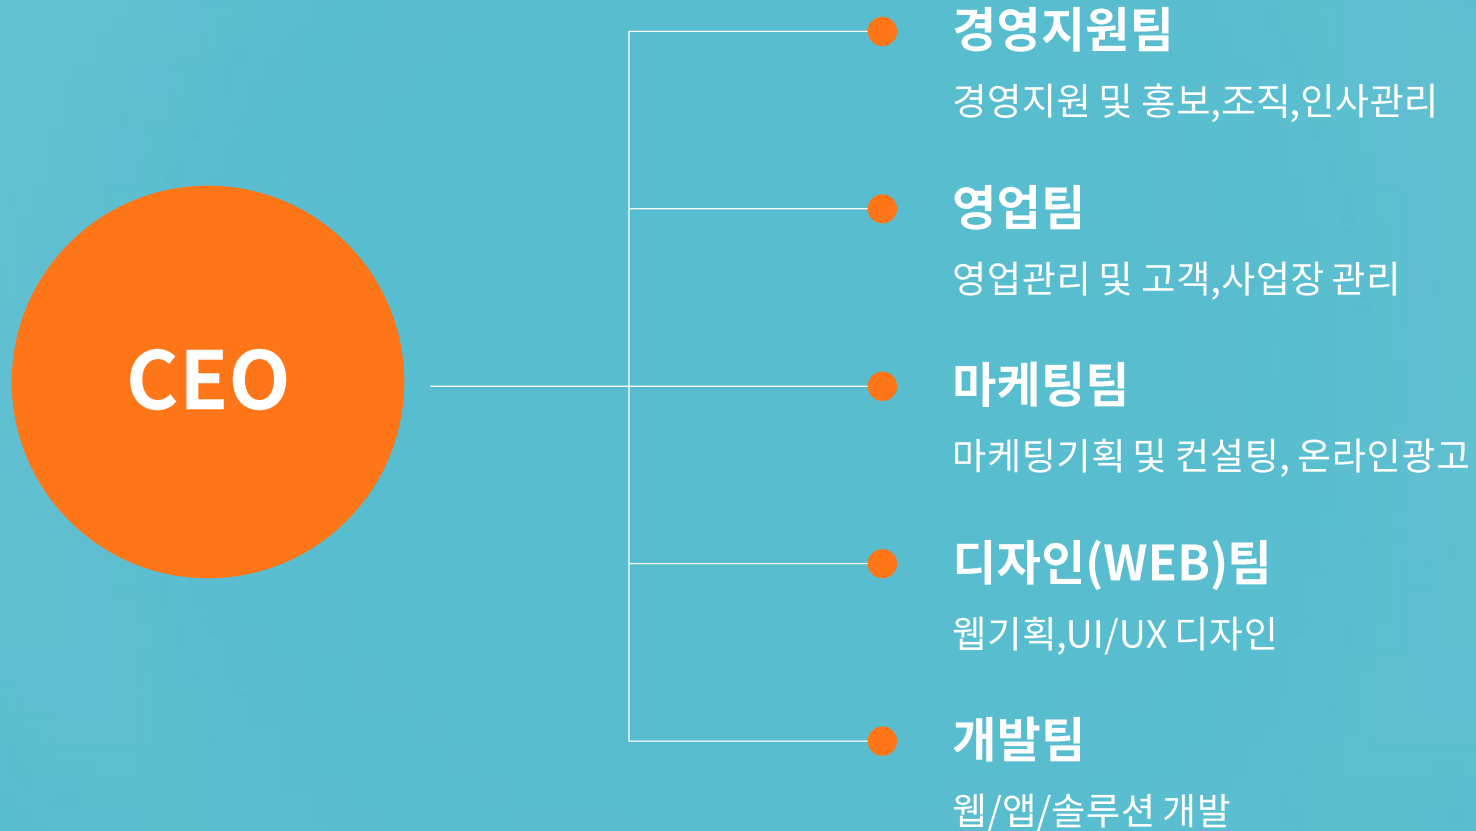 CEO
경영지원팀
경영지원 및 홍보,조직,인사관리
영업팀
영업관리 및 고객,사업장 관리
마케팅팀
마케팅기획 및 컨설팅, 온라인광고
디자인(WEB)팀
웹기획,UI/UX 디자인
개발팀
웹/앱/솔루션 개발